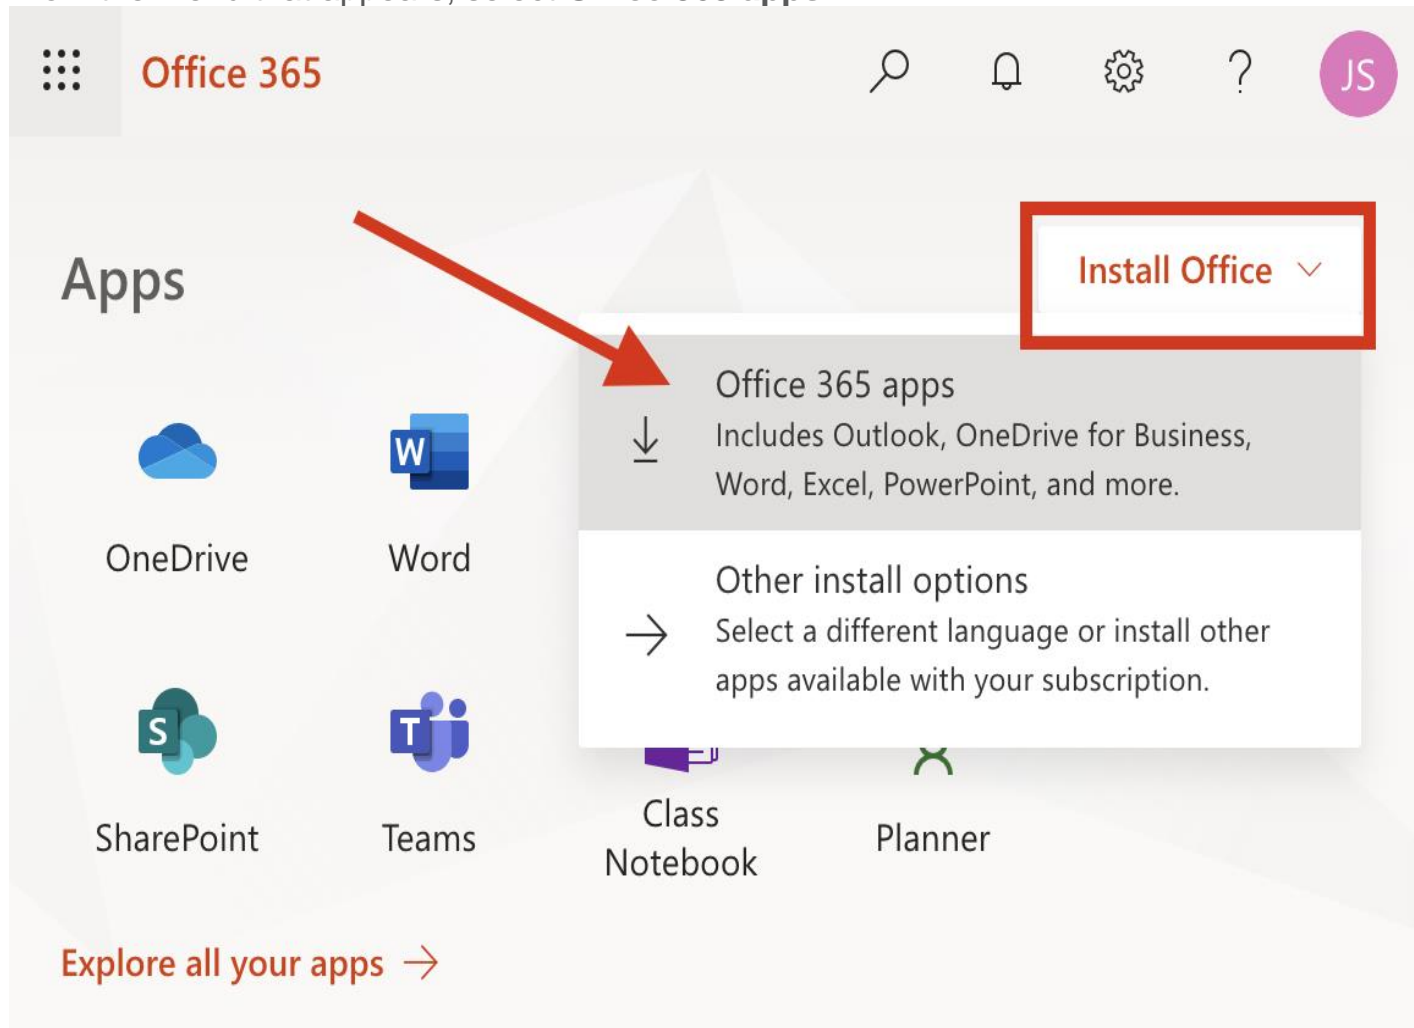 Office 365
JS
Apps
Install Office
Office 365 apps
Includes Outlook, OneDrive for Business,
Word, Excel, PowerPoint, and more.
W
OneDrive
Word
Other install options
Select a different language or install other
apps available with your subscription.
S
T
SharePoint
Teams
Class
Notebook
Planner
Explore all your apps